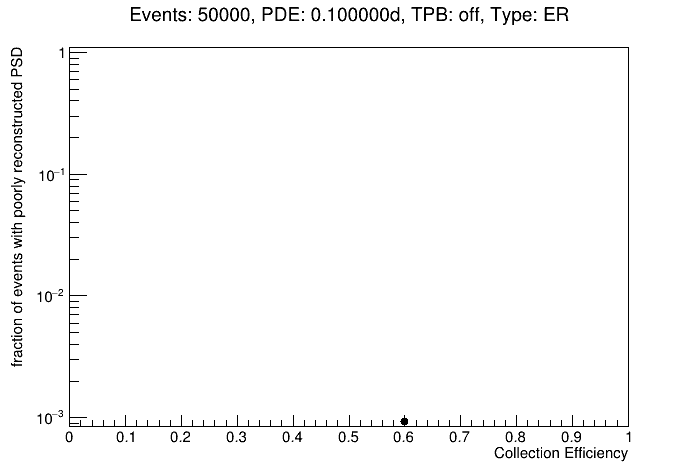 Events: 50000, PDE: 0.100000d, TPB: off, Type: ER
fraction of events with poorly reconstructed PSD
1
10⁻¹
10⁻²
10⁻³
0 0.1 0.2 0.3 0.4 0.5 0.6 0.7 0.8 0.9 1
Collection Efficiency